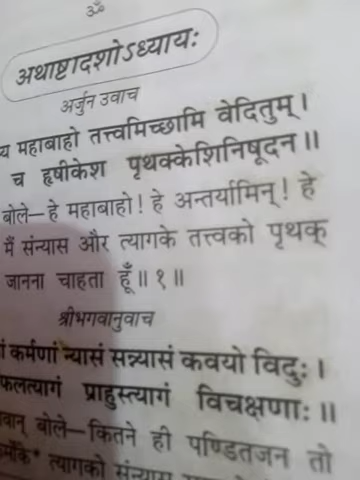 ॐ
अथाष्टादशोऽध्यायः
अर्जुन उवाच
य महाबाहो तत्त्वमिच्छामि वेदितुम्।
च हृषीकेश पृथक्केशिनिषूदन॥
बोले—हे महाबाहो! हे अन्तर्यामिन्! हे
मैं संन्यास और त्यागके तत्त्वको पृथक्
जानना चाहता हूँ॥१॥
श्रीभगवानुवाच
कर्मणां न्यासं सन्न्यासं कवयो विदुः।
फलत्यागं प्राहुस्त्यागं विचक्षणाः॥
बोले—कितने ही पण्डितजन तो
त्यागको